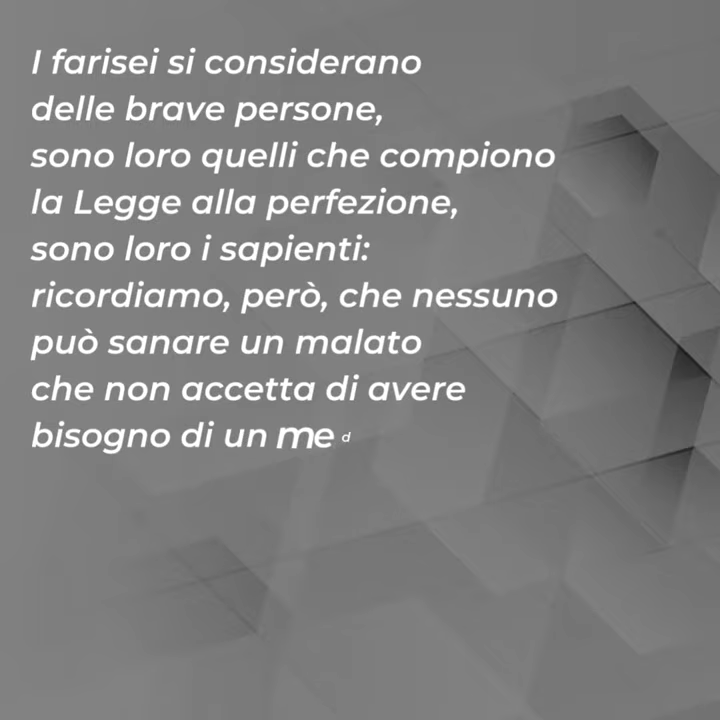 I farisei si considerano
delle brave persone,
sono loro quelli che compiono
la Legge alla perfezione,
sono loro i sapienti:
ricordiamo, però, che nessuno
può sanare un malato
che non accetta di avere
bisogno di un med